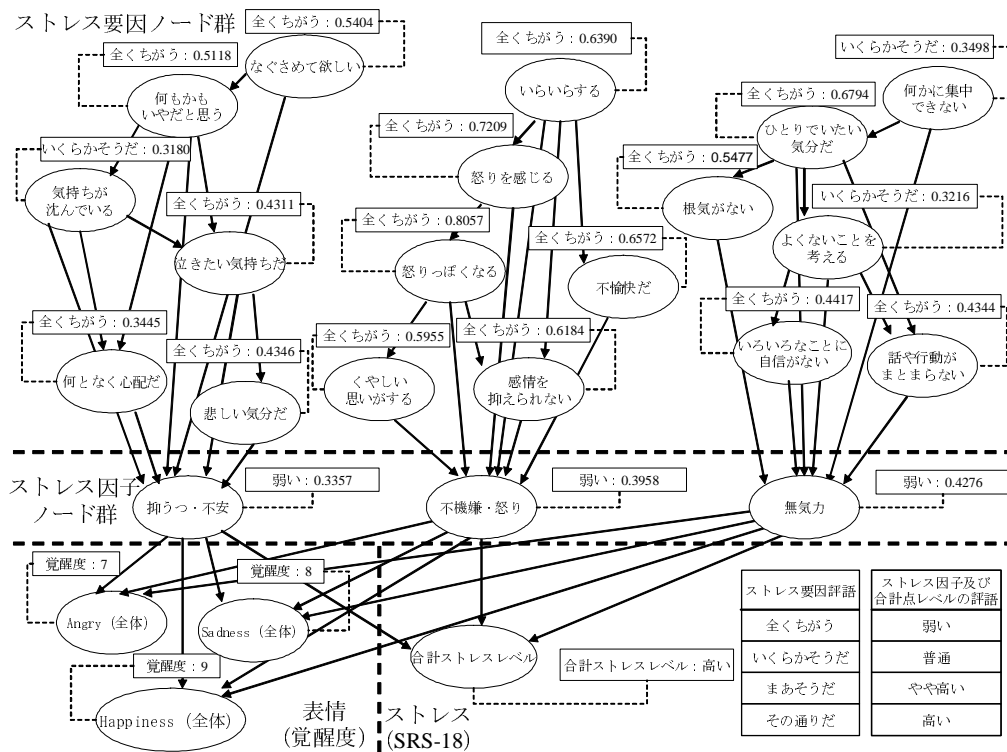 ストレス要因ノード群
全くちがう：0.5404
全くちがう：0.5118
なぐさめて欲しい
何もかも
いやだと思う
いくらかそうだ：0.3180
気持ちが
沈んでいる
全くちがう：0.4311
泣きたい気持ちだ
全くちがう：0.3445
何となく心配だ
全くちがう：0.4346
悲しい気分だ
全くちがう：0.6390
いらいらする
全くちがう：0.7209
怒りを感じる
全くちがう：0.8057
怒りっぽくなる
全くちがう：0.6572
不愉快だ
全くちがう：0.5955
くやしい
思いがする
全くちがう：0.6184
感情を
抑えられない
いくらかそうだ：0.3498
何かに集中
できない
全くちがう：0.6794
ひとりでいたい
気分だ
全くちがう：0.5477
根気がない
いくらかそうだ：0.3216
よくないことを
考える
全くちがう：0.4417
いろいろなことに
自信がない
全くちがう：0.4344
話や行動が
まとまらない
ストレス因子
ノード群
抑うつ・不安
弱い：0.3357
不機嫌・怒り
弱い：0.3958
無気力
弱い：0.4276
覚醒度：7
Angry（全体）
覚醒度：8
Sadness（全体）
覚醒度：9
Happiness（全体）
表情
（覚醒度）
合計ストレスレベル
合計ストレスレベル：高い
ストレス
(SRS-18)
ストレス要因評語
全くちがう
いくらかそうだ
まあそうだ
その通りだ
ストレス因子及び
合計点レベルの評語
弱い
普通
やや高い
高い